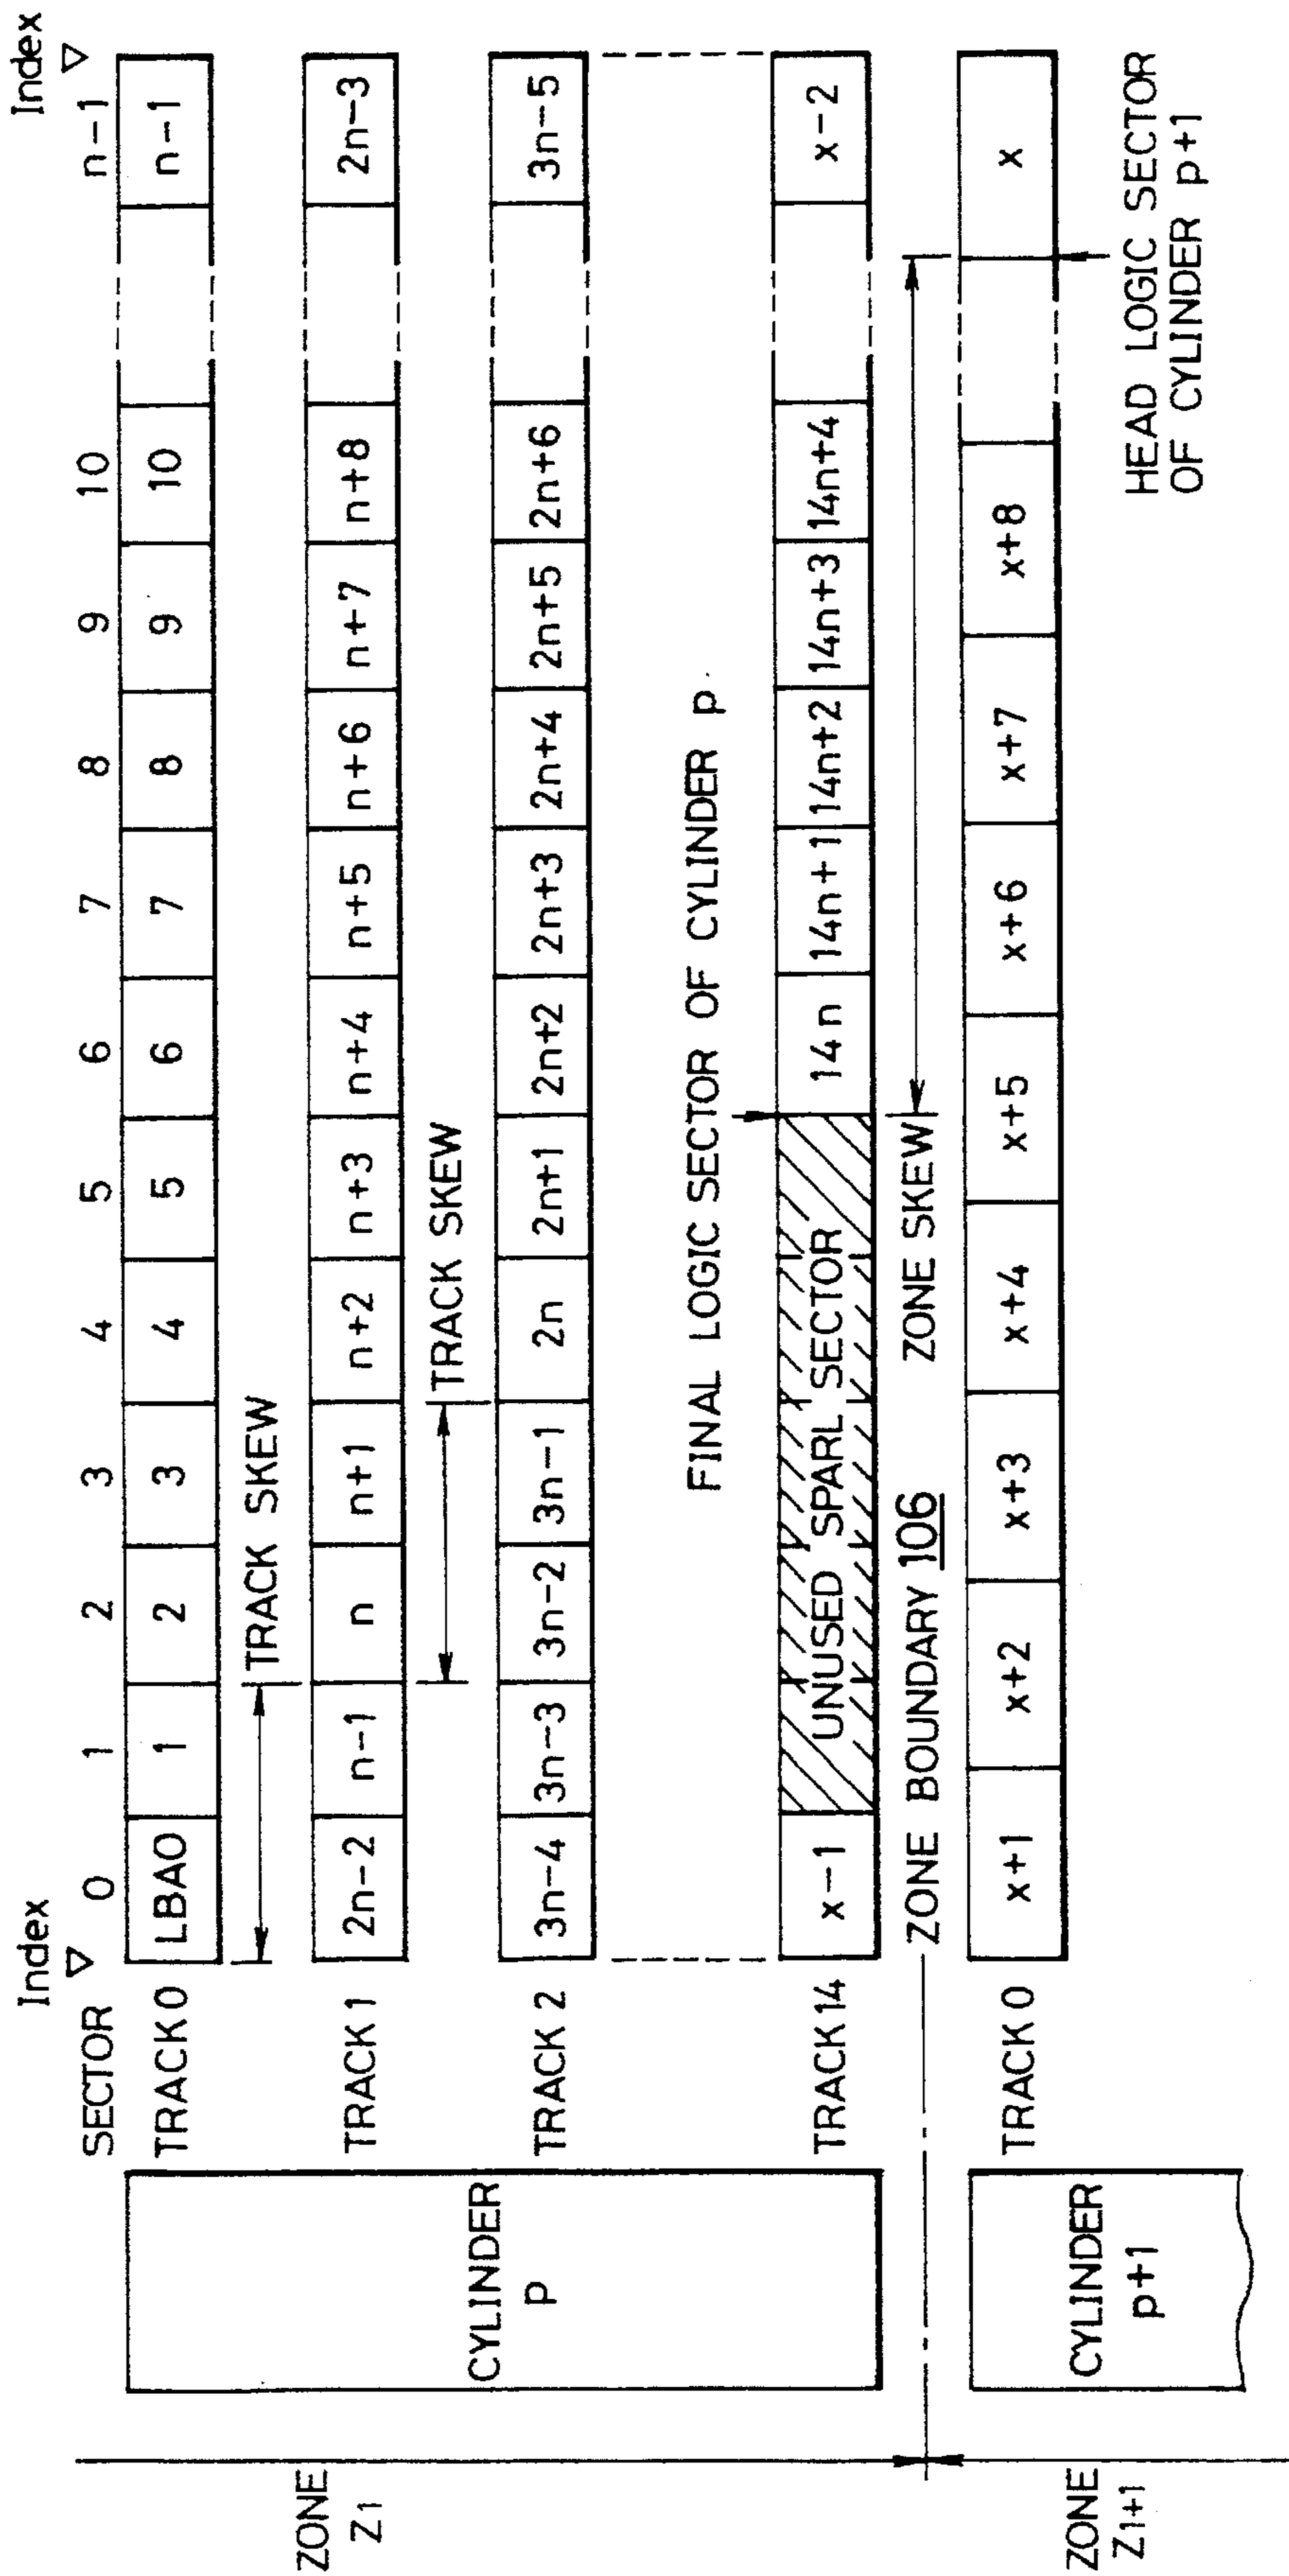 Index
Index
SECTOR 0 1 2 3 4 5 6 7 8 9 10 n-1
TRACK 0 LBA0 1 2 3 4 5 6 7 8 9 10 n-1
TRACK SKEW
TRACK 1 2n-2 n-1 n n+1 n+2 n+3 n+4 n+5 n+6 n+7 n+8 2n-3
TRACK SKEW
TRACK 2 3n-4 3n-3 3n-2 3n-1 2n 2n+1 2n+2 2n+3 2n+4 2n+5 2n+6 3n-5
FINAL LOGIC SECTOR OF CYLINDER p
TRACK 14 x-1 UNUSED SPARL SECTOR 14n 14n+1 14n+2 14n+3 14n+4 x-2
ZONE BOUNDARY 106 ZONE SKEW
TRACK 0 x+1 x+2 x+3 x+4 x+5 x+6 x+7 x+8 x
HEAD LOGIC SECTOR
OF CYLINDER p+1
CYLINDER
p
CYLINDER
p+1
ZONE
Z1
ZONE
Z1+1